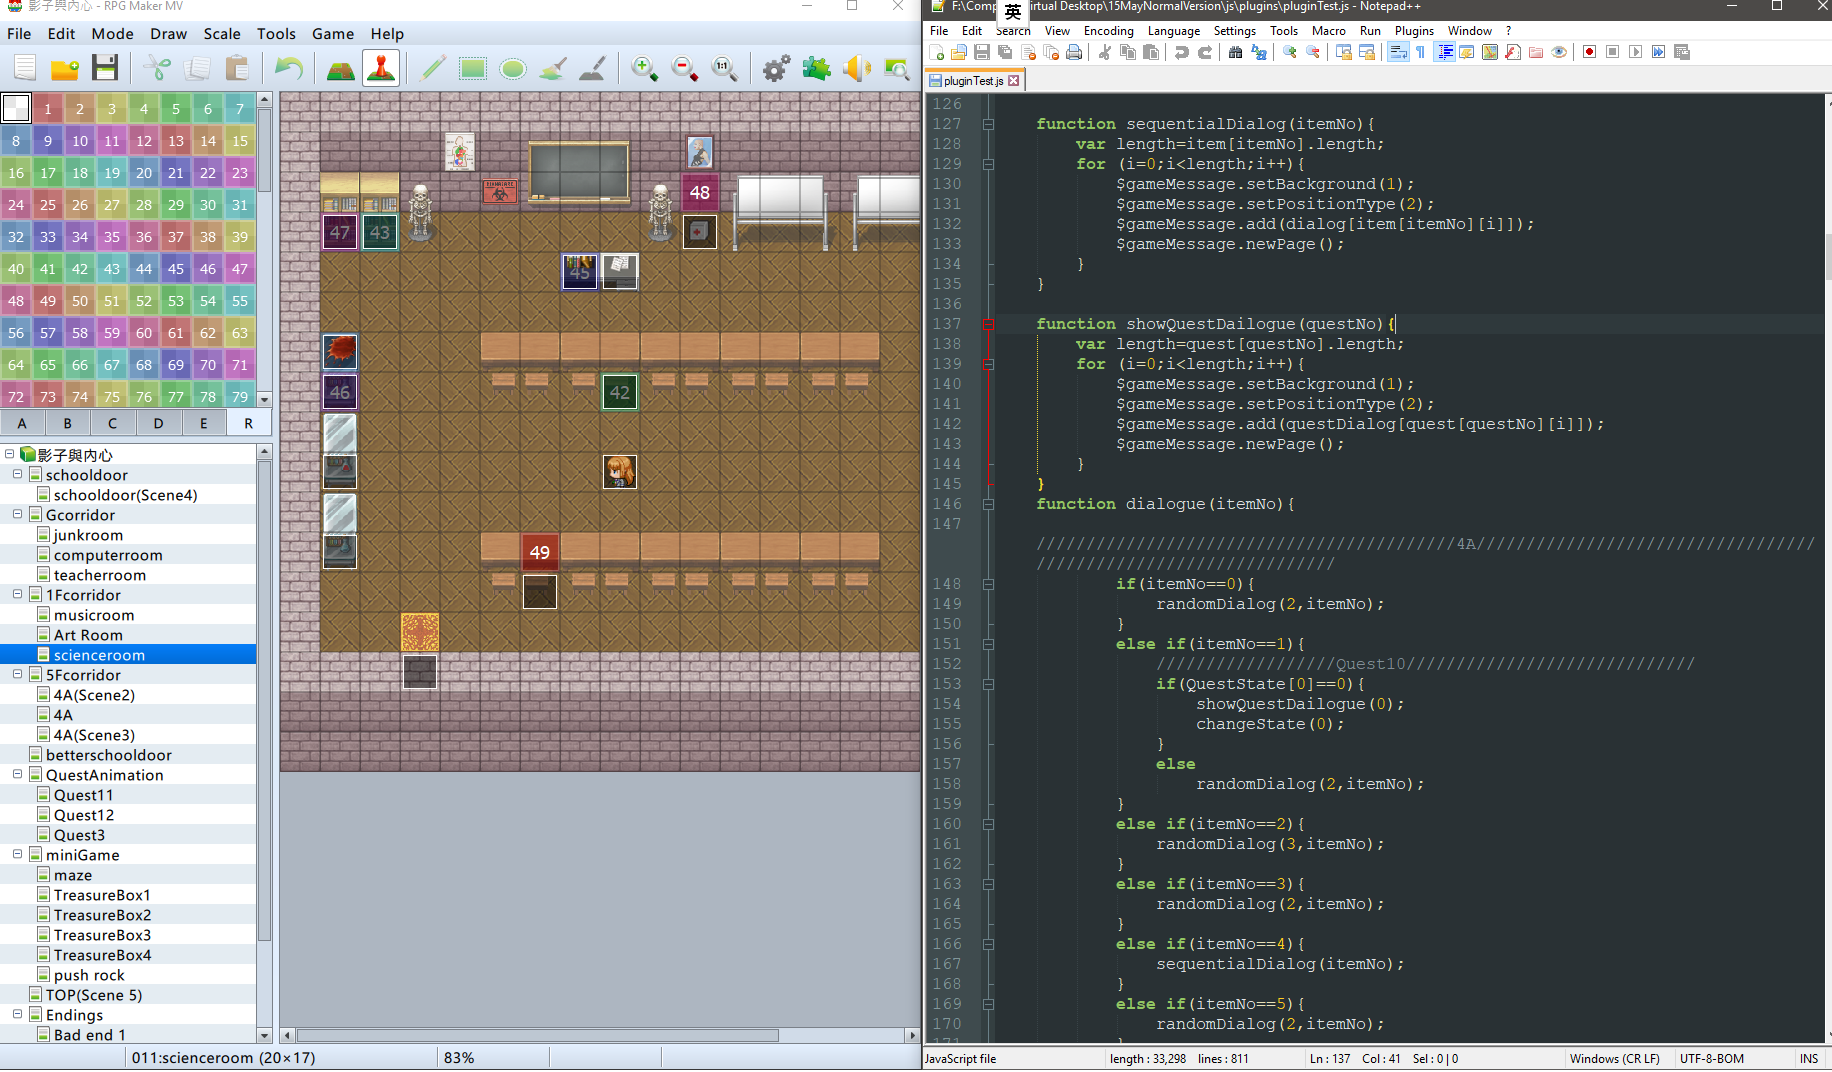 影子與內心 - RPG Maker MV
File Edit Mode Draw Scale Tools Game Help
1:1
1 2 3 4 5 6 7
8 9 10 11 12 13 14 15
16 17 18 19 20 21 22 23
24 25 26 27 28 29 30 31
32 33 34 35 36 37 38 39
40 41 42 43 44 45 46 47
48 49 50 51 52 53 54 55
56 57 58 59 60 61 62 63
64 65 66 67 68 69 70 71
72 73 74 75 76 77 78 79
A B C D E R
影子與內心
schooldoor
schooldoor(Scene4)
Gcorridor
junkroom
computerroom
teacherroom
1Fcorridor
musicroom
Art Room
scienceroom
5Fcorridor
4A(Scene2)
4A
4A(Scene3)
betterschooldoor
QuestAnimation
Quest11
Quest12
Quest3
miniGame
maze
TreasureBox1
TreasureBox2
TreasureBox3
TreasureBox4
push rock
TOP(Scene 5)
Endings
Bad end 1
48
47 43
45
46
42
49
011:scienceroom (20×17) 83%
F:\Comp irtual Desktop\15MayNormalVersion\js\plugins\pluginTest.js - Notepad++
英
File Edit Search View Encoding Language Settings Tools Macro Run Plugins Window ?
pluginTest.js
126
127 function sequentialDialog(itemNo){
128 var length=item[itemNo].length;
129 for (i=0;i<length;i++){
130 $gameMessage.setBackground(1);
131 $gameMessage.setPositionType(2);
132 $gameMessage.add(dialog[item[itemNo][i]]);
133 $gameMessage.newPage();
134 }
135 }
136
137 function showQuestDailogue(questNo){
138 var length=quest[questNo].length;
139 for (i=0;i<length;i++){
140 $gameMessage.setBackground(1);
141 $gameMessage.setPositionType(2);
142 $gameMessage.add(questDialog[quest[questNo][i]]);
143 $gameMessage.newPage();
144 }
145 }
146 function dialogue(itemNo){
147
/////////////////////////////////////////4A//////////////////////////////////
//////////////////////////////
148 if(itemNo==0){
149 randomDialog(2,itemNo);
150 }
151 else if(itemNo==1){
152 //////////////////Quest10/////////////////////////////
153 if(QuestState[0]==0){
154 showQuestDailogue(0);
155 changeState(0);
156 }
157 else
158 randomDialog(2,itemNo);
159 }
160 else if(itemNo==2){
161 randomDialog(3,itemNo);
162 }
163 else if(itemNo==3){
164 randomDialog(2,itemNo);
165 }
166 else if(itemNo==4){
167 sequentialDialog(itemNo);
168 }
169 else if(itemNo==5){
170 randomDialog(2,itemNo);
171 }
JavaScript file length : 33,298 lines : 811 Ln : 137 Col : 41 Sel : 0 | 0 Windows (CR LF) UTF-8-BOM INS